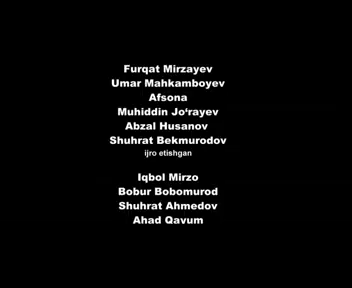 Furqat Mirzayev
Umar Mahkamboyev
Afsona
Muhiddin Jo‘rayev
Abzal Husanov
Shuhrat Bekmurodov
ijro etishgan
Iqbol Mirzo
Bobur Bobomurod
Shuhrat Ahmedov
Ahad Qavum